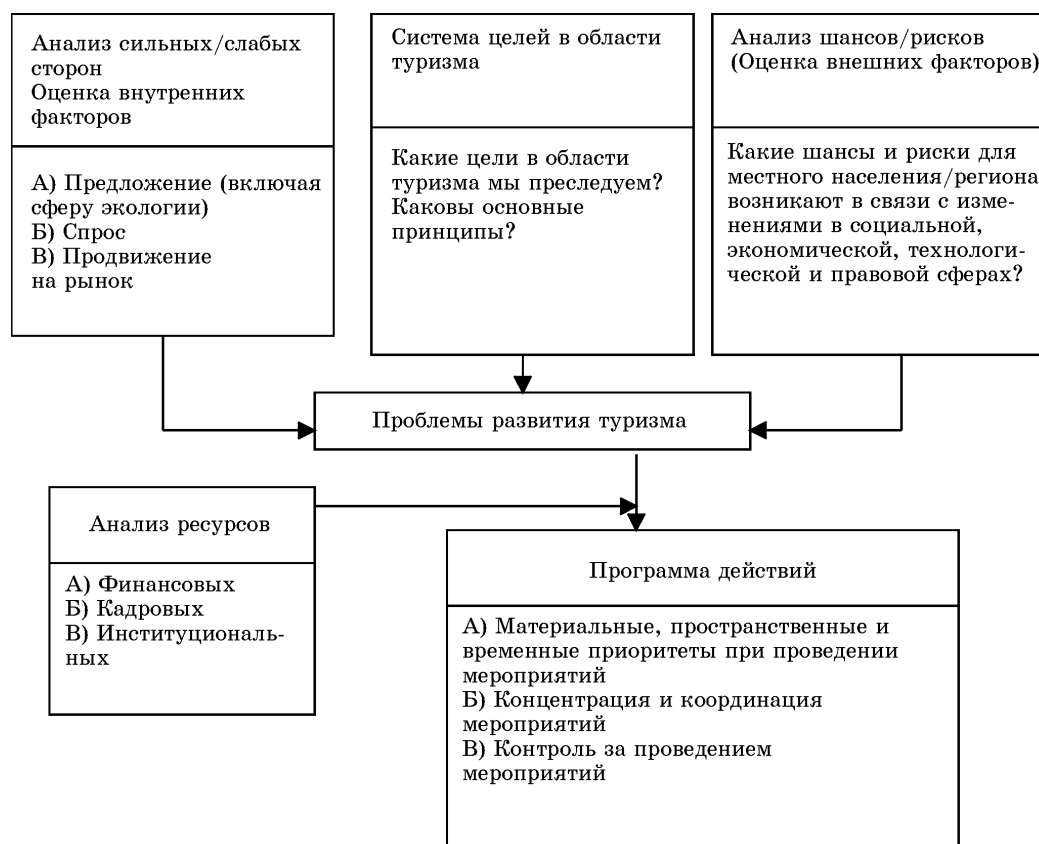 Анализ сильных/слабых
сторон
Оценка внутренних
факторов
А) Предложение (включая
сферу экологии)
Б) Спрос
В) Продвижение
на рынок
Система целей в области
туризма
Какие цели в области
туризма мы преследуем?
Каковы основные
принципы?
Анализ шансов/рисков
(Оценка внешних факторов)
Какие шансы и риски для
местного населения/региона
возникают в связи с изме-
нениями в социальной,
экономической, технологи-
ческой и правовой сферах?
Проблемы развития туризма
Анализ ресурсов
А) Финансовых
Б) Кадровых
В) Институциональ-
ных
Программа действий
А) Материальные, пространственные и
временные приоритеты при проведении
мероприятий
Б) Концентрация и координация
мероприятий
В) Контроль за проведением
мероприятий